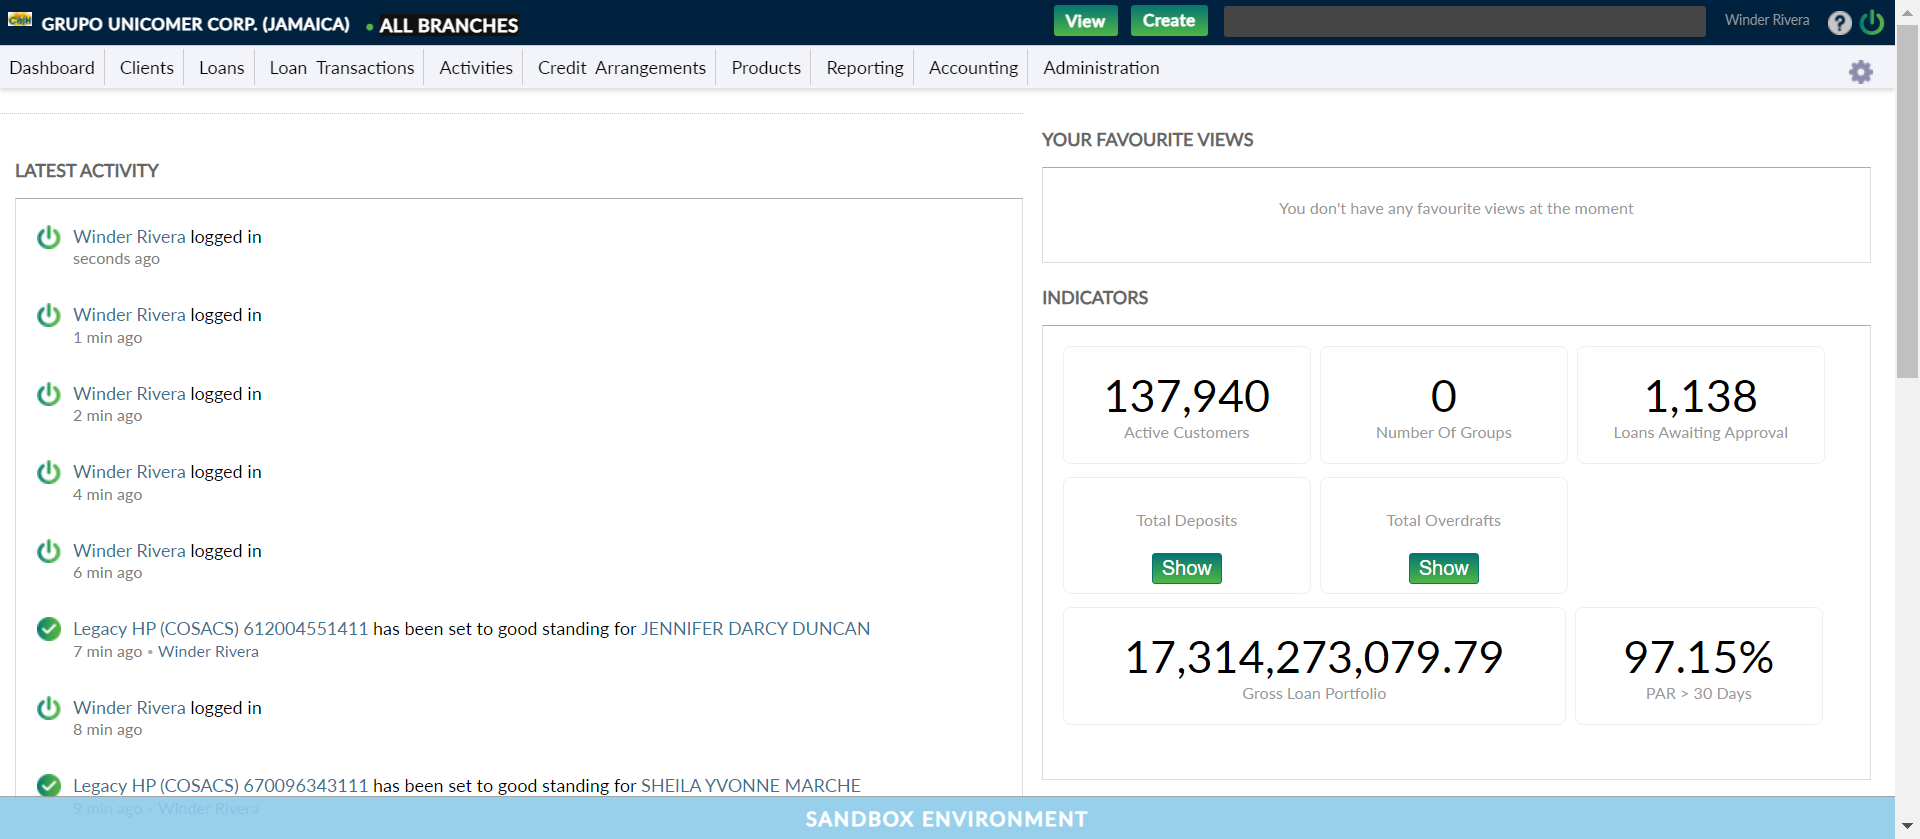 GRUPO UNICOMER CORP. (JAMAICA) • ALL BRANCHES View Create Winder Rivera ?
Dashboard Clients Loans Loan Transactions Activities Credit Arrangements Products Reporting Accounting Administration
LATEST ACTIVITY
Winder Rivera logged in
seconds ago
Winder Rivera logged in
1 min ago
Winder Rivera logged in
2 min ago
Winder Rivera logged in
4 min ago
Winder Rivera logged in
6 min ago
Legacy HP (COSACS) 612004551411 has been set to good standing for JENNIFER DARCY DUNCAN
7 min ago • Winder Rivera
Winder Rivera logged in
8 min ago
Legacy HP (COSACS) 670096343111 has been set to good standing for SHEILA YVONNE MARCHE
9 min ago • Winder Rivera
YOUR FAVOURITE VIEWS
You don't have any favourite views at the moment
INDICATORS
137,940
Active Customers
0
Number Of Groups
1,138
Loans Awaiting Approval
Total Deposits
Show
Total Overdrafts
Show
17,314,273,079.79
Gross Loan Portfolio
97.15%
PAR > 30 Days
SANDBOX ENVIRONMENT